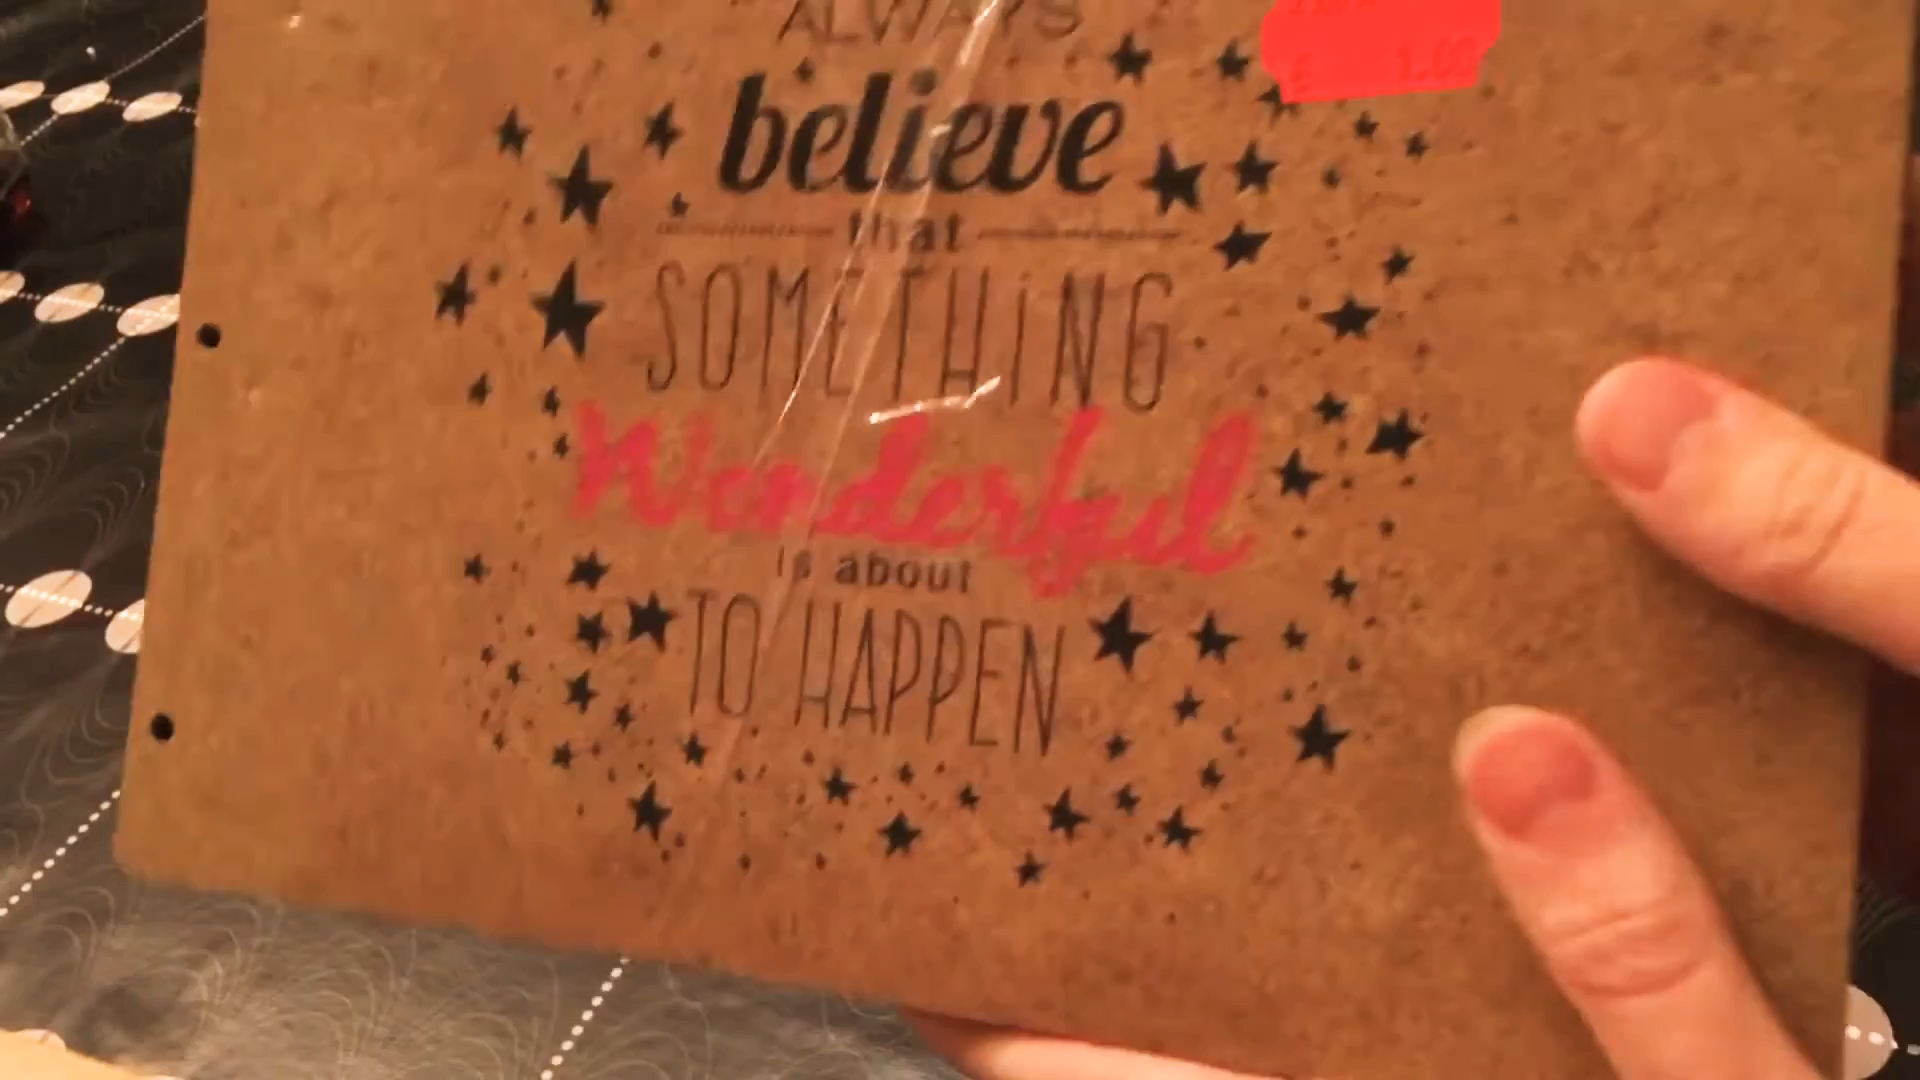 ALWAYS
believe
that
SOMETHING
Wonderful
is about
TO HAPPEN